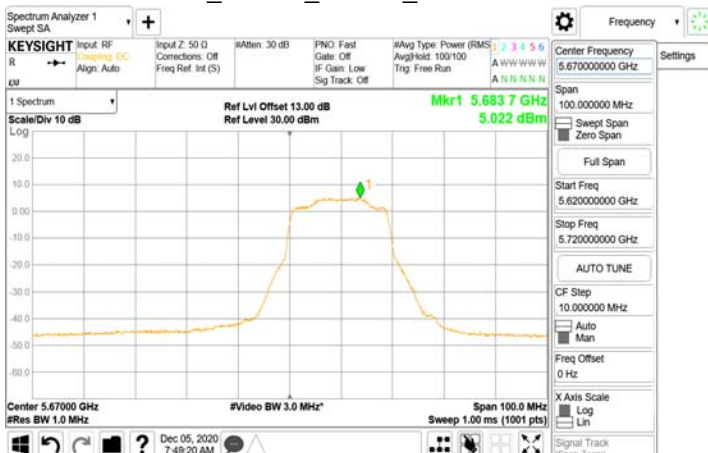 Spectrum Analyzer 1
Swept SA
+
Frequency
KEYSIGHT
R
Input: RF
Coupling: DC
Align: Auto
Input Z: 50 Ω
Corrections: Off
Freq Ref: Int (S)
#Atten: 30 dB
PNO: Fast
Gate: Off
IF Gain: Low
Sig Track: Off
#Avg Type: Power (RMS
Avg|Hold: 100/100
Trig: Free Run
1 2 3 4 5 6
A W W W W W
A N N N N N
Center Frequency
5.670000000 GHz
Settings
Span
100.000000 MHz
Swept Span
Zero Span
Full Span
Start Freq
5.620000000 GHz
Stop Freq
5.720000000 GHz
AUTO TUNE
CF Step
10.000000 MHz
Auto
Man
Freq Offset
0 Hz
X Axis Scale
Log
Lin
Signal Track
1 Spectrum
Scale/Div 10 dB
Ref Lvl Offset 13.00 dB
Ref Level 30.00 dBm
Mkr1 5.683 7 GHz
5.022 dBm
Log
20.0
10.0
0.00
-10.0
-20.0
-30.0
-40.0
-50.0
-60.0
1
Center 5.67000 GHz
#Res BW 1.0 MHz
#Video BW 3.0 MHz*
Span 100.0 MHz
Sweep 1.00 ms (1001 pts)
?
Dec 05, 2020
7:49:20 AM